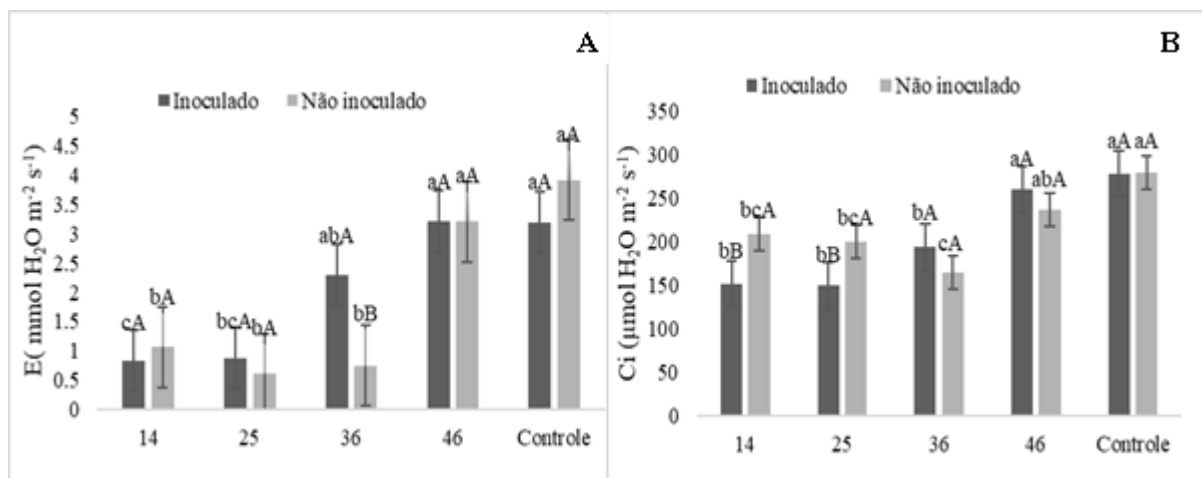 A
Inoculado Não inoculado
E( mmol H₂O m⁻² s⁻¹)
5
4.5
4
3.5
3
2.5
2
1.5
1
0.5
0
cA bA bcA bA abA bB aA aA aA aA
14 25 36 46 Controle
B
Inoculado Não inoculado
Ci (µmol H₂O m⁻² s⁻¹)
350
300
250
200
150
100
50
0
bB bcA bB bcA bA cA aA abA aA aA
14 25 36 46 Controle